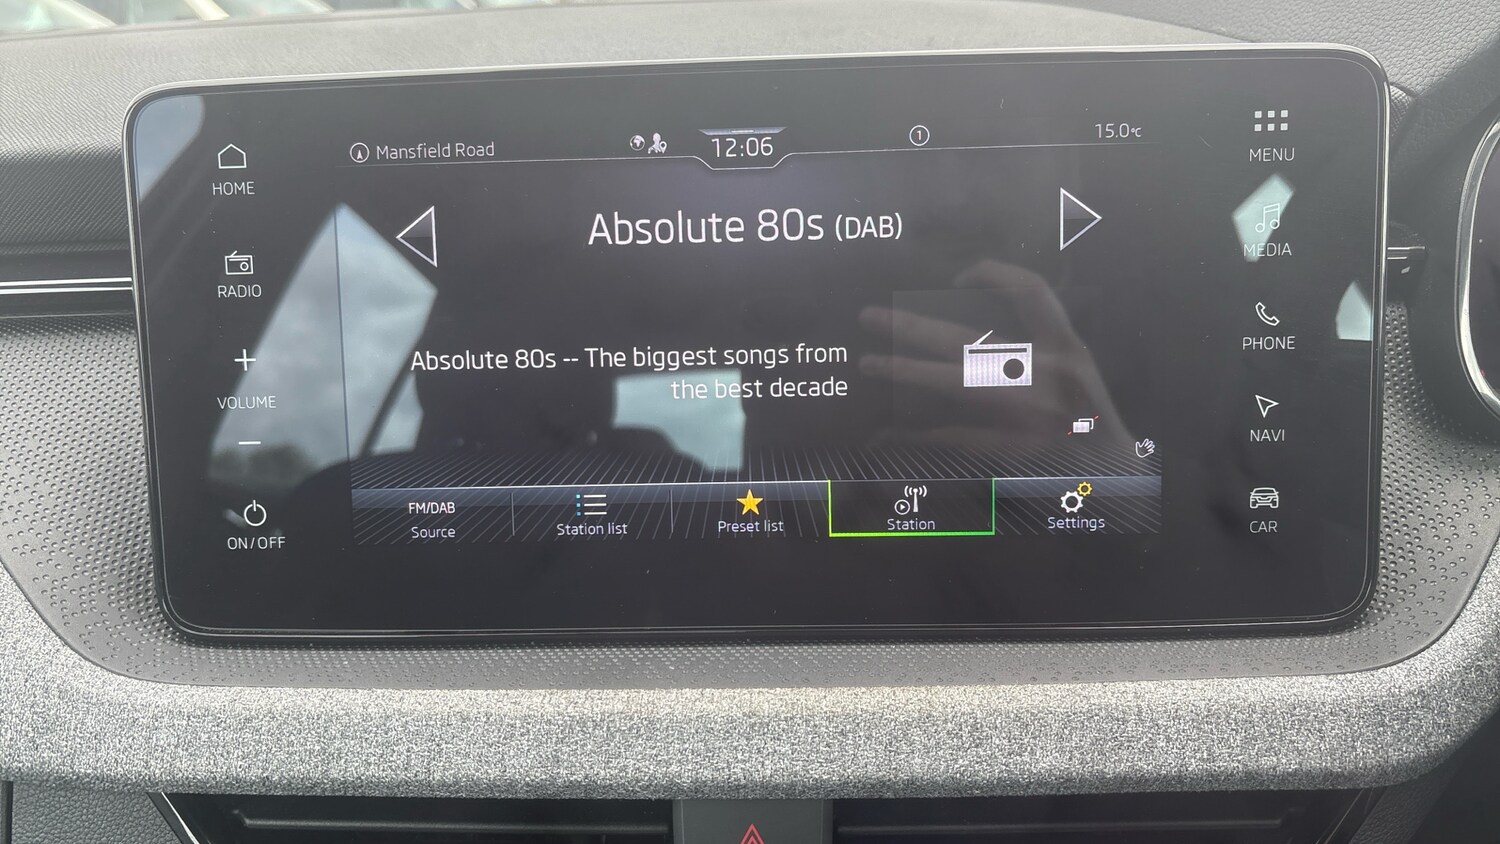 Mansfield Road
12:06
1
15.0°C
HOME
RADIO
+
VOLUME
−
ON/OFF
Absolute 80s (DAB)
Absolute 80s -- The biggest songs from
the best decade
FM/DAB
Source
Station list
Preset list
Station
Settings
MENU
MEDIA
PHONE
NAVI
CAR